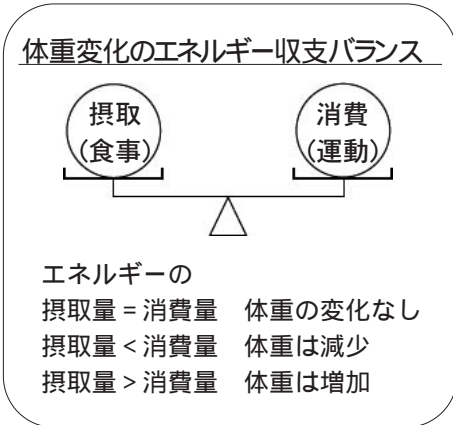 体重変化のエネルギー収支バランス
摂取
(食事)
消費
(運動)
エネルギーの
摂取量=消費量 体重の変化なし
摂取量<消費量 体重は減少
摂取量>消費量 体重は増加